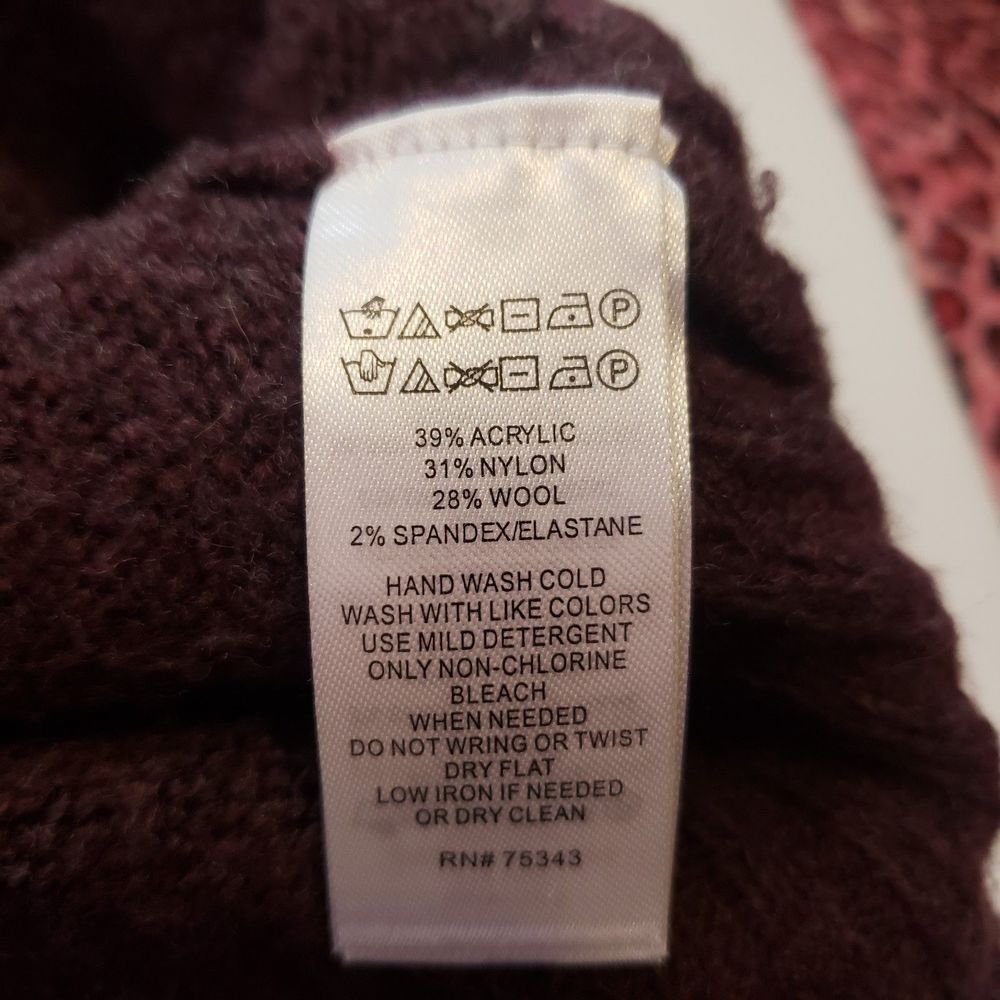 P
P
39% ACRYLIC
31% NYLON
28% WOOL
2% SPANDEX/ELASTANE
HAND WASH COLD
WASH WITH LIKE COLORS
USE MILD DETERGENT
ONLY NON-CHLORINE
BLEACH
WHEN NEEDED
DO NOT WRING OR TWIST
DRY FLAT
LOW IRON IF NEEDED
OR DRY CLEAN
RN# 75343